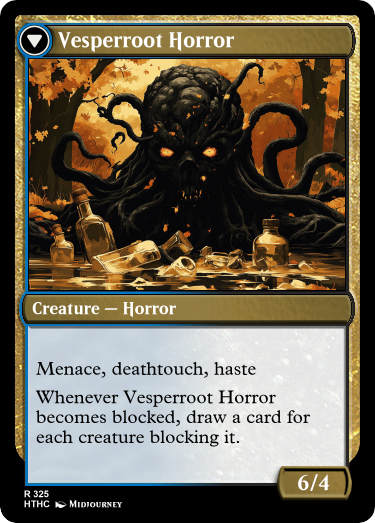 Vesperroot Horror
Creature — Horror
Menace, deathtouch, haste
Whenever Vesperroot Horror
becomes blocked, draw a card for
each creature blocking it.
6/4
R 325
HTHC Midjourney